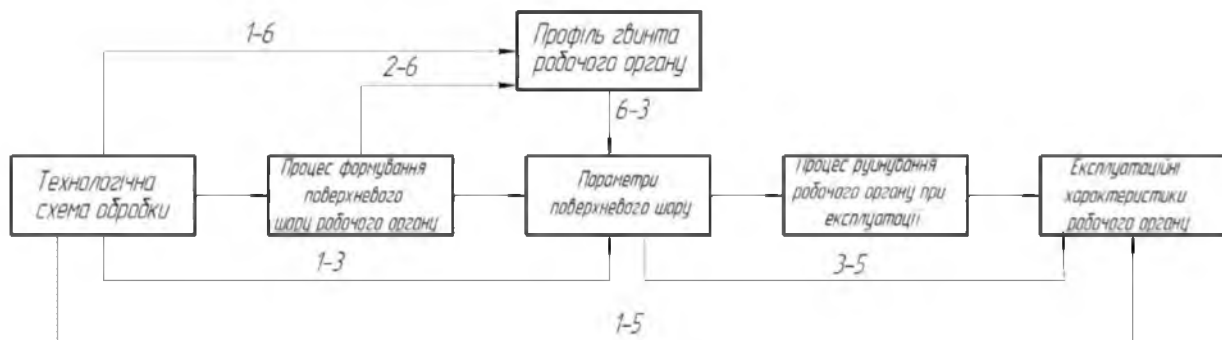 1-6
Профіль гвинта
робочого органу
2-6
6-3
Технологічна
схема обробки
Процес формування
поверхневого
шару робочого органу
Параметри
поверхневого шару
Процес руйнування
робочого органу при
експлуатації
Експлуатаційні
характеристики
робочого органу
1-3
3-5
1-5